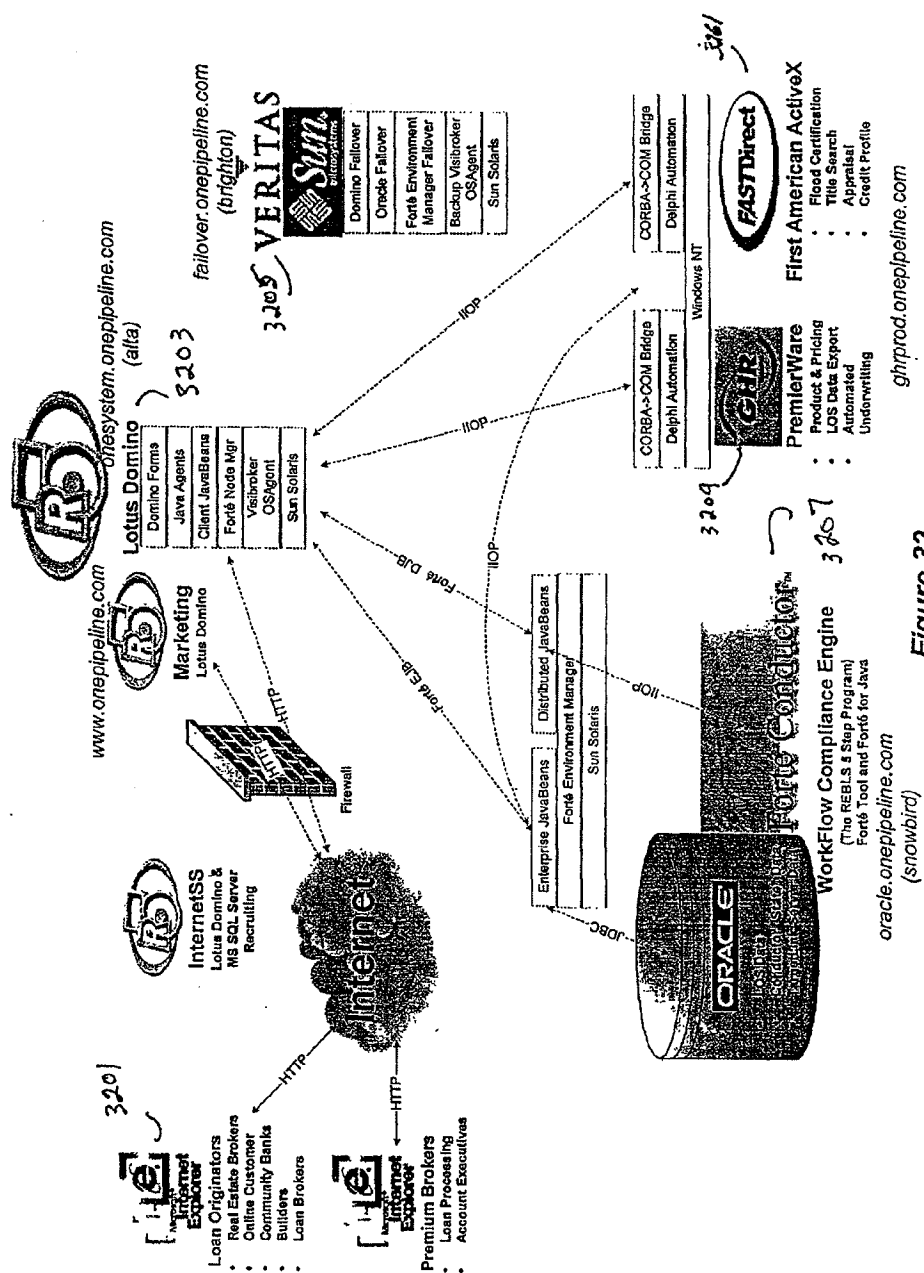 3201
Microsoft
Internet
Explorer
Loan Originators
• Real Estate Brokers
• Online Customer
• Community Banks
• Builders
• Loan Brokers
Microsoft
Internet
Explorer
Premium Brokers
• Loan Processing
• Account Executives
HTTP
HTTP
R5
InternetSS
Lotus Domino &
MS SQL Server
Recruiting
Internet
Firewall
HTTP
HTTP
www.onepipeline.com
R5
Marketing
Lotus Domino
R5
onesystem.onepipeline.com
(alta)
Lotus Domino
3203
Domino Forms
Java Agents
Client JavaBeans
Forté Node Mgr
Visibroker
OSAgent
Sun Solaris
failover.onepipeline.com
(brighton)
3205
VERITAS
Sun
microsystems
Domino Failover
Oracle Failover
Forté Environment
Manager Failover
Backup Visibroker
OSAgent
Sun Solaris
Forté EJB
Forté DJB
IIOP
IIOP
IIOP
IIOP
JDBC
Enterprise JavaBeans
Distributed JavaBeans
Forté Environment Manager
Sun Solaris
ORACLE
Forté Conductor™
WorkFlow Compliance Engine
(The REBLS 8 Step Program)
Forté Tool and Forté for Java
3207
oracle.onepipeline.com
(snowbird)
CORBA->COM Bridge
Delphi Automation
CORBA->COM Bridge
Delphi Automation
Windows NT
3209
GHR
PremierWare
• Product & Pricing
• LOS Data Export
• Automated
Underwriting
FASTDirect
First American ActiveX
• Flood Certification
• Title Search
• Appraisal
• Credit Profile
ghrprod.onepipeline.com
Figure 32